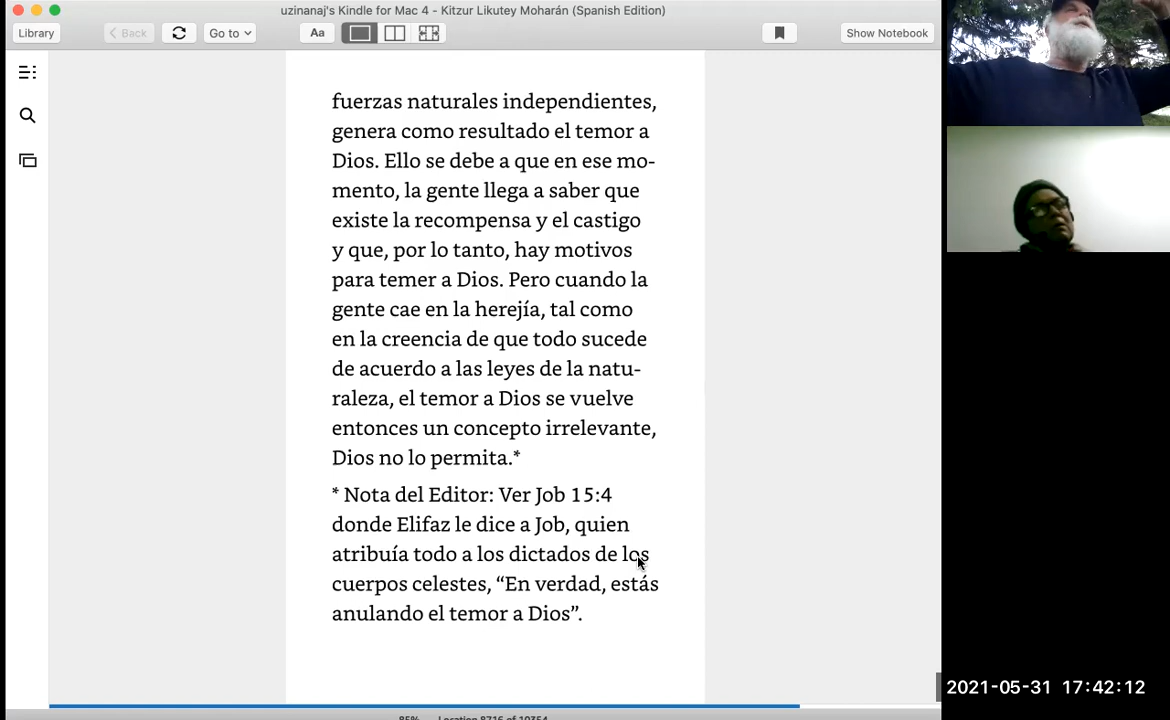 uzinanaj's Kindle for Mac 4 - Kitzur Likutey Moharán (Spanish Edition)
Library
Back
Go to
Aa
Show Notebook
fuerzas naturales independientes,
genera como resultado el temor a
Dios. Ello se debe a que en ese mo-
mento, la gente llega a saber que
existe la recompensa y el castigo
y que, por lo tanto, hay motivos
para temer a Dios. Pero cuando la
gente cae en la herejía, tal como
en la creencia de que todo sucede
de acuerdo a las leyes de la natu-
raleza, el temor a Dios se vuelve
entonces un concepto irrelevante,
Dios no lo permita.*
* Nota del Editor: Ver Job 15:4
donde Elifaz le dice a Job, quien
atribuía todo a los dictados de los
cuerpos celestes, “En verdad, estás
anulando el temor a Dios”.
85% Location 8716 of 10354
2021-05-31 17:42:12